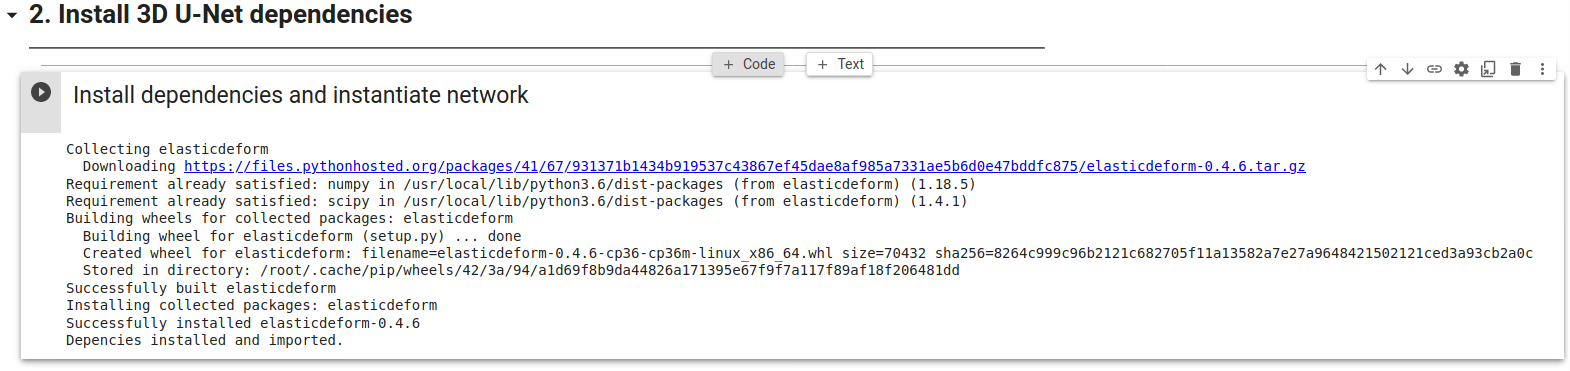 2. Install 3D U-Net dependencies
+ Code + Text
Install dependencies and instantiate network
Collecting elasticdeform
Downloading https://files.pythonhosted.org/packages/41/67/931371b1434b919537c43867ef45dae8af985a7331ae5b6d0e47bddfc875/elasticdeform-0.4.6.tar.gz
Requirement already satisfied: numpy in /usr/local/lib/python3.6/dist-packages (from elasticdeform) (1.18.5)
Requirement already satisfied: scipy in /usr/local/lib/python3.6/dist-packages (from elasticdeform) (1.4.1)
Building wheels for collected packages: elasticdeform
Building wheel for elasticdeform (setup.py) ... done
Created wheel for elasticdeform: filename=elasticdeform-0.4.6-cp36-cp36m-linux_x86_64.whl size=70432 sha256=8264c999c96b2121c682705f11a13582a7e27a9648421502121ced3a93cb2a0c
Stored in directory: /root/.cache/pip/wheels/42/3a/94/a1d69f8b9da44826a171395e67f9f7a117f89af18f206481dd
Successfully built elasticdeform
Installing collected packages: elasticdeform
Successfully installed elasticdeform-0.4.6
Depencies installed and imported.